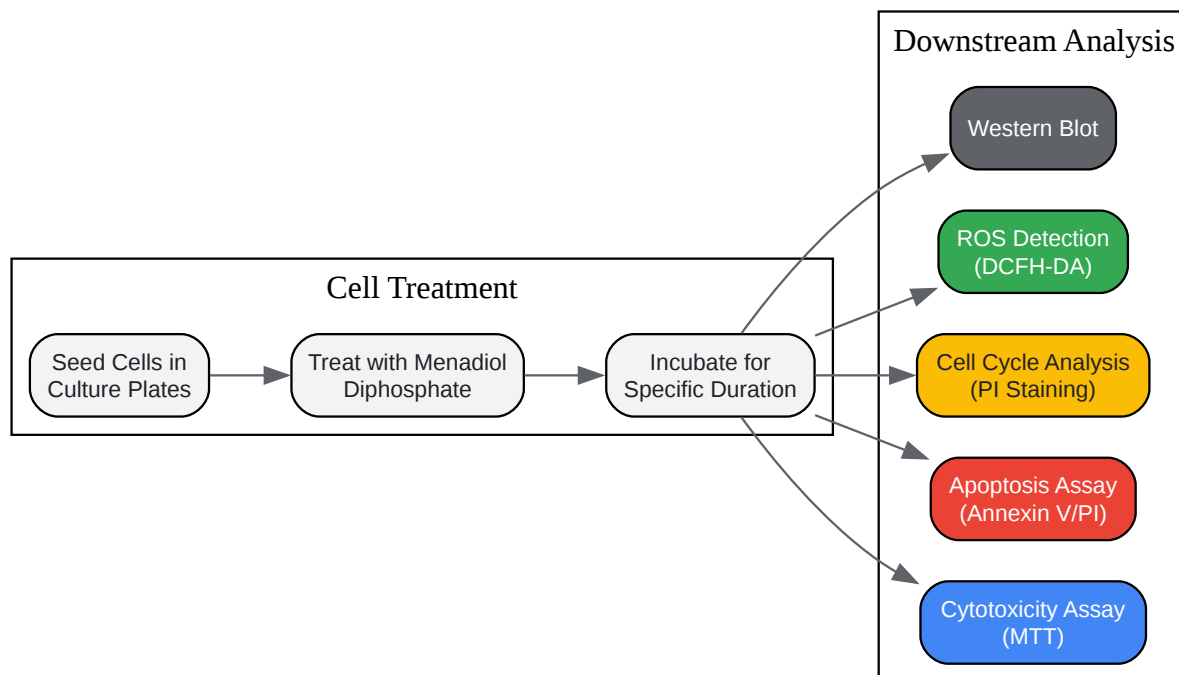 Downstream Analysis
Western Blot
ROS Detection
(DCFH-DA)
Cell Treatment
Seed Cells in
Culture Plates
Treat with Menadiol
Diphosphate
Incubate for
Specific Duration
Cell Cycle Analysis
(PI Staining)
Apoptosis Assay
(Annexin V/PI)
Cytotoxicity Assay
(MTT)